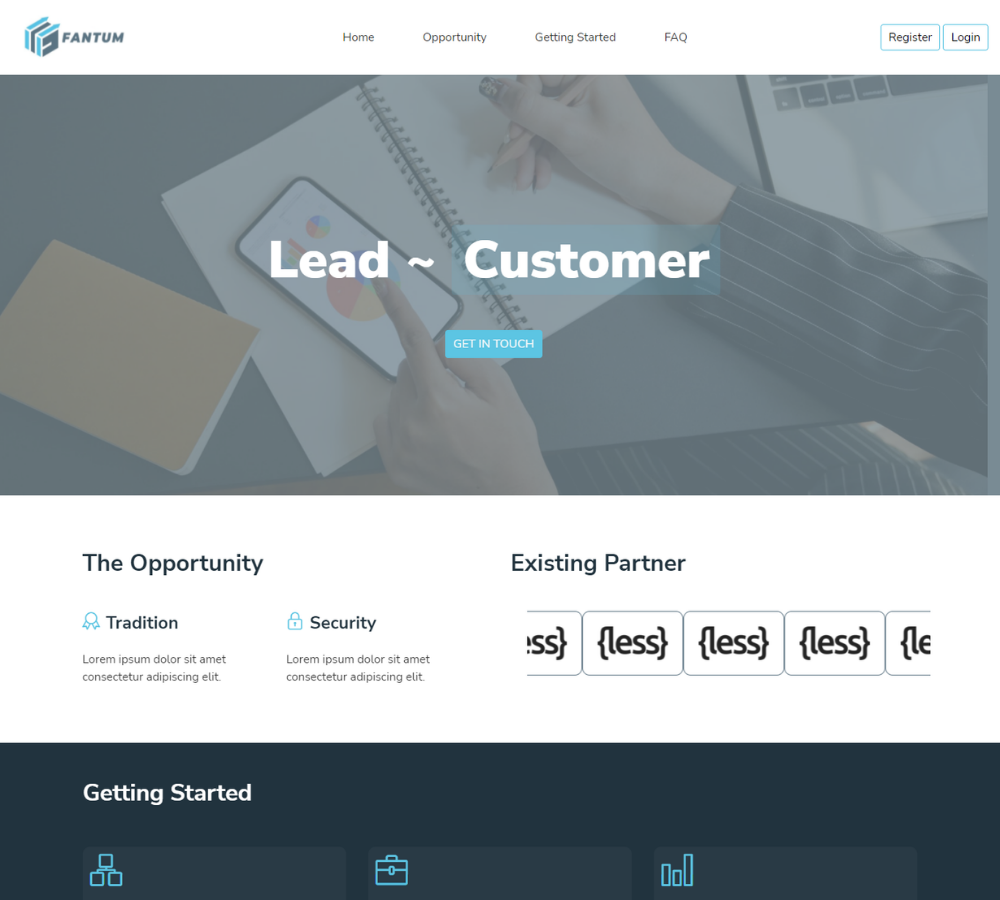 FANTUM
Home
Opportunity
Getting Started
FAQ
Register
Login
Lead ~ Customer
GET IN TOUCH
The Opportunity
Existing Partner
Tradition
Security
Lorem ipsum dolor sit amet
consectetur adipiscing elit.
Lorem ipsum dolor sit amet
consectetur adipiscing elit.
{less}
{less}
{less}
Getting Started